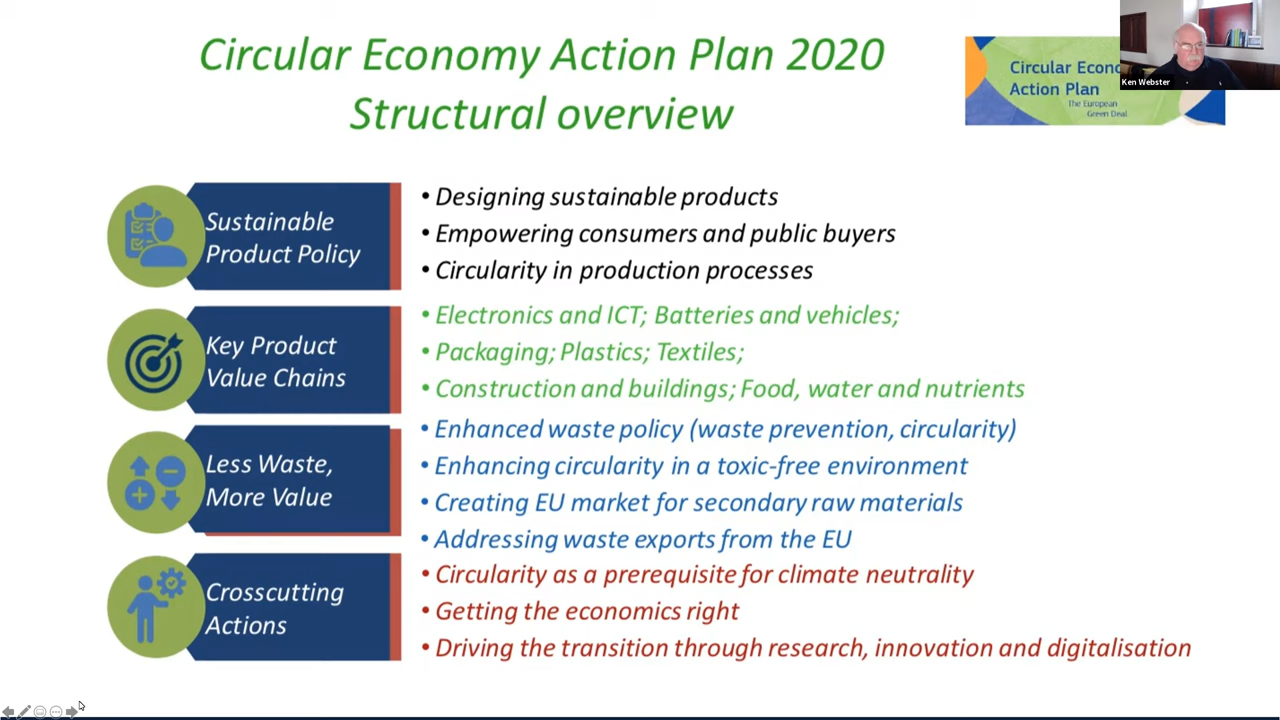 Circular Economy Action Plan 2020
Structural overview
Circular Econo
Action Plan
The European
Green Deal
Ken Webster
Sustainable
Product Policy
• Designing sustainable products
• Empowering consumers and public buyers
• Circularity in production processes
Key Product
Value Chains
• Electronics and ICT; Batteries and vehicles;
• Packaging; Plastics; Textiles;
• Construction and buildings; Food, water and nutrients
Less Waste,
More Value
• Enhanced waste policy (waste prevention, circularity)
• Enhancing circularity in a toxic-free environment
• Creating EU market for secondary raw materials
• Addressing waste exports from the EU
Crosscutting
Actions
• Circularity as a prerequisite for climate neutrality
• Getting the economics right
• Driving the transition through research, innovation and digitalisation